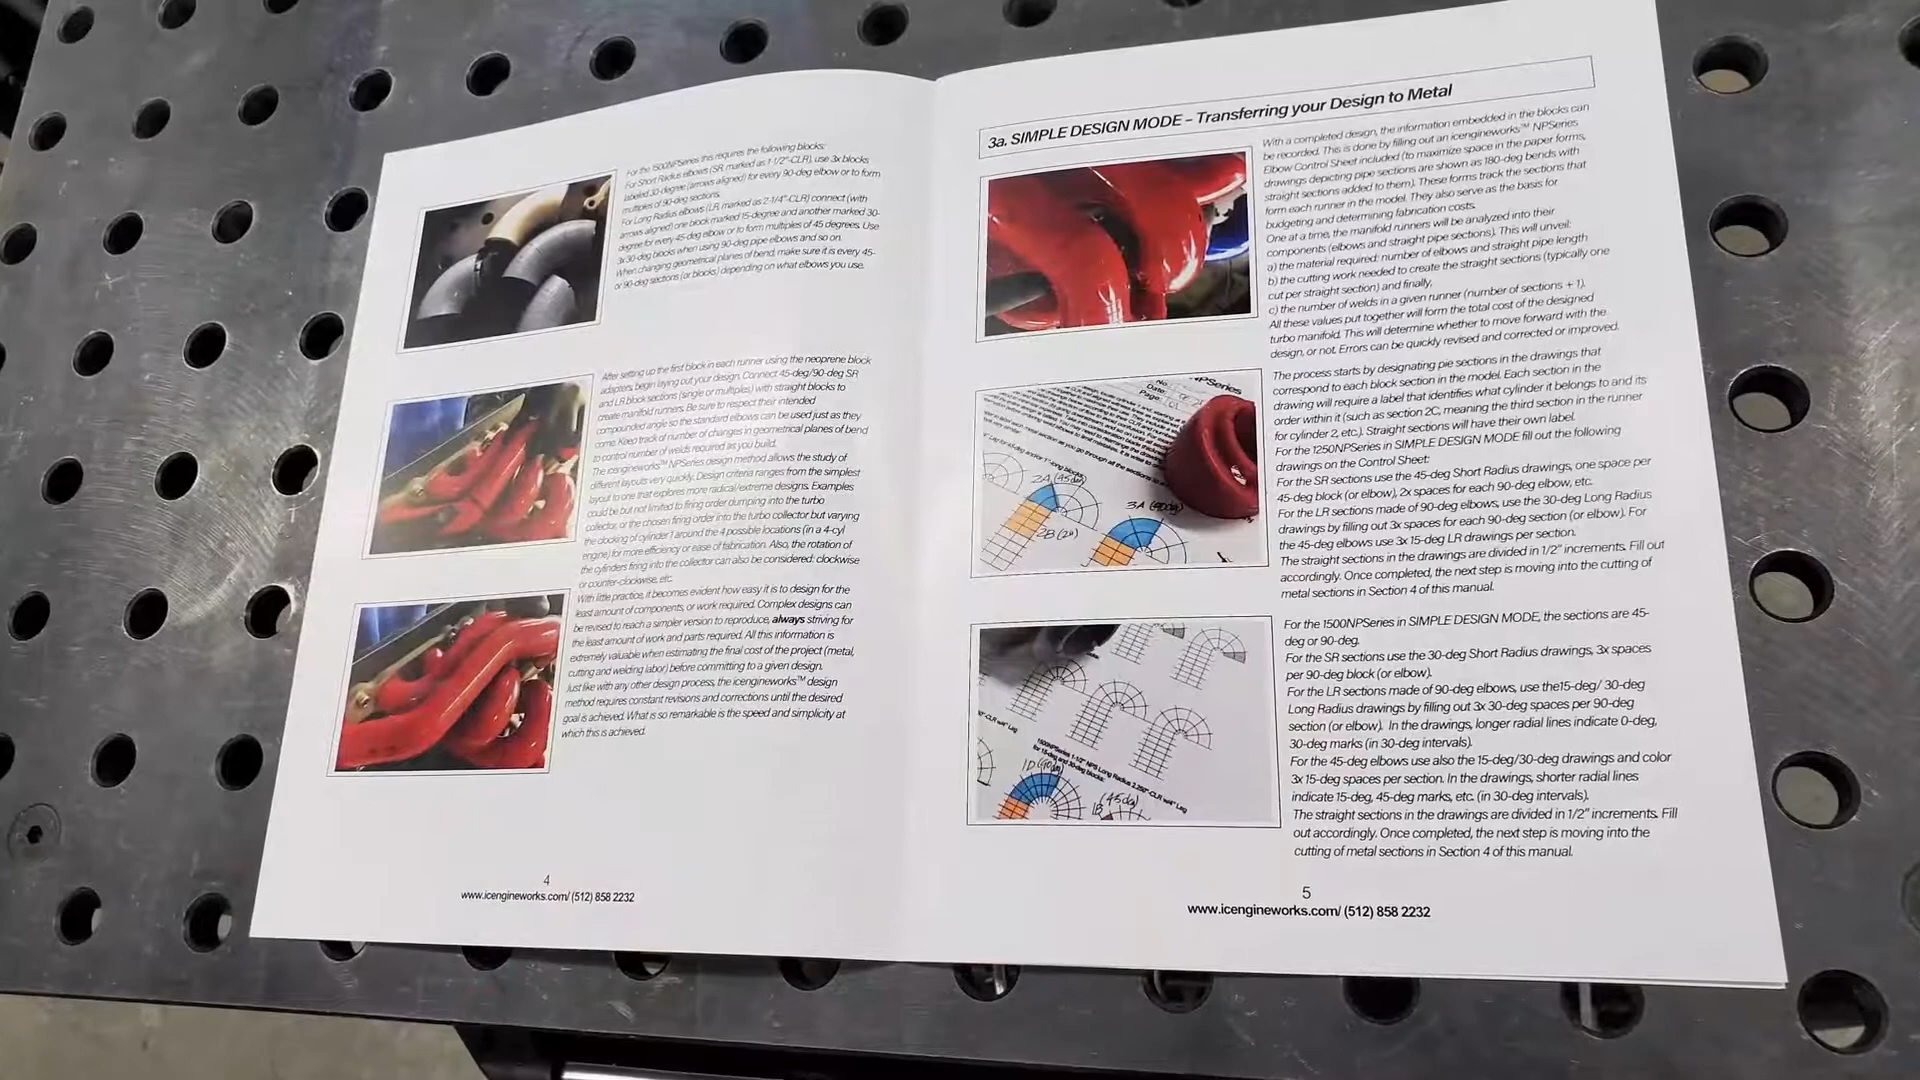 For the 1500NPSeries this requires the following blocks:
For Short Radius elbows (SR, marked as 1-1/2"-CLR), use 3x blocks
labeled 30-degree (arrows aligned) for every 90-deg elbow or to form
multiples of 90-deg sections.
For Long Radius elbows (LR, marked as 2-1/4"-CLR) connect (with
arrows aligned) one block marked 15-degree and another marked 30-
degree for every 45-deg elbow or to form multiples of 45 degrees. Use
3x30-deg blocks when using 90-deg pipe elbows and so on.
When changing geometrical planes of bend, make sure it is every 45-
or 90-deg sections (or blocks) depending on what elbows you use.
After setting up the first block in each runner using the neoprene block
adapters, begin laying out your design. Connect 45-deg/90-deg SR
and LR block sections (single or multiples) with straight blocks to
create manifold runners. Be sure to respect their intended
compounded angle so the standard elbows can be used just as they
come. Keep track of number of changes in geometrical planes of bend
to control number of welds required as you build.
The icengineworks™ NPSeries design method allows the study of
different layouts very quickly. Design criteria ranges from the simplest
layout to one that explores more radical/extreme designs. Examples
could be but not limited to firing order dumping into the turbo
collector, or the chosen firing order into the turbo collector but varying
the clocking of cylinder 1 around the 4 possible locations (in a 4-cyl
engine) for more efficiency or ease of fabrication. Also, the rotation of
the cylinders firing into the collector can also be considered: clockwise
or counter-clockwise, etc.
With little practice, it becomes evident how easy it is to design for the
least amount of components, or work required. Complex designs can
be revised to reach a simpler version to reproduce, always striving for
the least amount of work and parts required. All this information is
extremely valuable when estimating the final cost of the project (metal,
cutting and welding labor) before committing to a given design.
Just like with any other design process, the icengineworks™ design
method requires constant revisions and corrections until the desired
goal is achieved. What is so remarkable is the speed and simplicity at
which this is achieved.
4
www.icengineworks.com/ (512) 858 2232
3a. SIMPLE DESIGN MODE – Transferring your Design to Metal
With a completed design, the information embedded in the blocks can
be recorded. This is done by filling out an icengineworks™ NPSeries
Elbow Control Sheet included (to maximize space in the paper forms,
drawings depicting pipe sections are shown as 180-deg bends with
straight sections added to them). These forms track the sections that
form each runner in the model. They also serve as the basis for
budgeting and determining fabrication costs.
One at a time, the manifold runners will be analyzed into their
components (elbows and straight pipe sections). This will unveil:
a) the material required: number of elbows and straight pipe length
b) the cutting work needed to create the straight sections (typically one
cut per straight section) and finally,
c) the number of welds in a given runner (number of sections + 1).
All these values put together will form the total cost of the designed
turbo manifold. This will determine whether to move forward with the
design, or not. Errors can be quickly revised and corrected or improved.
The process starts by designating pie sections in the drawings that
correspond to each block section in the model. Each section in the
drawing will require a label that identifies what cylinder it belongs to and its
order within it (such as section 2C, meaning the third section in the runner
for cylinder 2, etc.). Straight sections will have their own label.
For the 1250NPSeries in SIMPLE DESIGN MODE fill out the following
drawings on the Control Sheet:
For the SR sections use the 45-deg Short Radius drawings, one space per
45-deg block (or elbow), 2x spaces for each 90-deg elbow, etc.
For the LR sections made of 90-deg elbows, use the 30-deg Long Radius
drawings by filling out 3x spaces for each 90-deg section (or elbow). For
the 45-deg elbows use 3x 15-deg LR drawings per section.
The straight sections in the drawings are divided in 1/2" increments. Fill out
accordingly. Once completed, the next step is moving into the cutting of
metal sections in Section 4 of this manual.
NPSeries
No.
Date:
Page:
2A (45deg)
3A (90deg)
2B (2")
For the 1500NPSeries in SIMPLE DESIGN MODE, the sections are 45-
deg or 90-deg.
For the SR sections use the 30-deg Short Radius drawings, 3x spaces
per 90-deg block (or elbow).
For the LR sections made of 90-deg elbows, use the15-deg/ 30-deg
Long Radius drawings by filling out 3x 30-deg spaces per 90-deg
section (or elbow). In the drawings, longer radial lines indicate 0-deg,
30-deg marks (in 30-deg intervals).
For the 45-deg elbows use also the 15-deg/30-deg drawings and color
3x 15-deg spaces per section. In the drawings, shorter radial lines
indicate 15-deg, 45-deg marks, etc. (in 30-deg intervals).
The straight sections in the drawings are divided in 1/2" increments. Fill
out accordingly. Once completed, the next step is moving into the
cutting of metal sections in Section 4 of this manual.
1500NPSeries 1-1/2" NPS Long Radius 2.250"-CLR w/4" Leg
for 15-deg and 30-deg blocks:
1D (90deg)
1B (45deg)
5
www.icengineworks.com/ (512) 858 2232